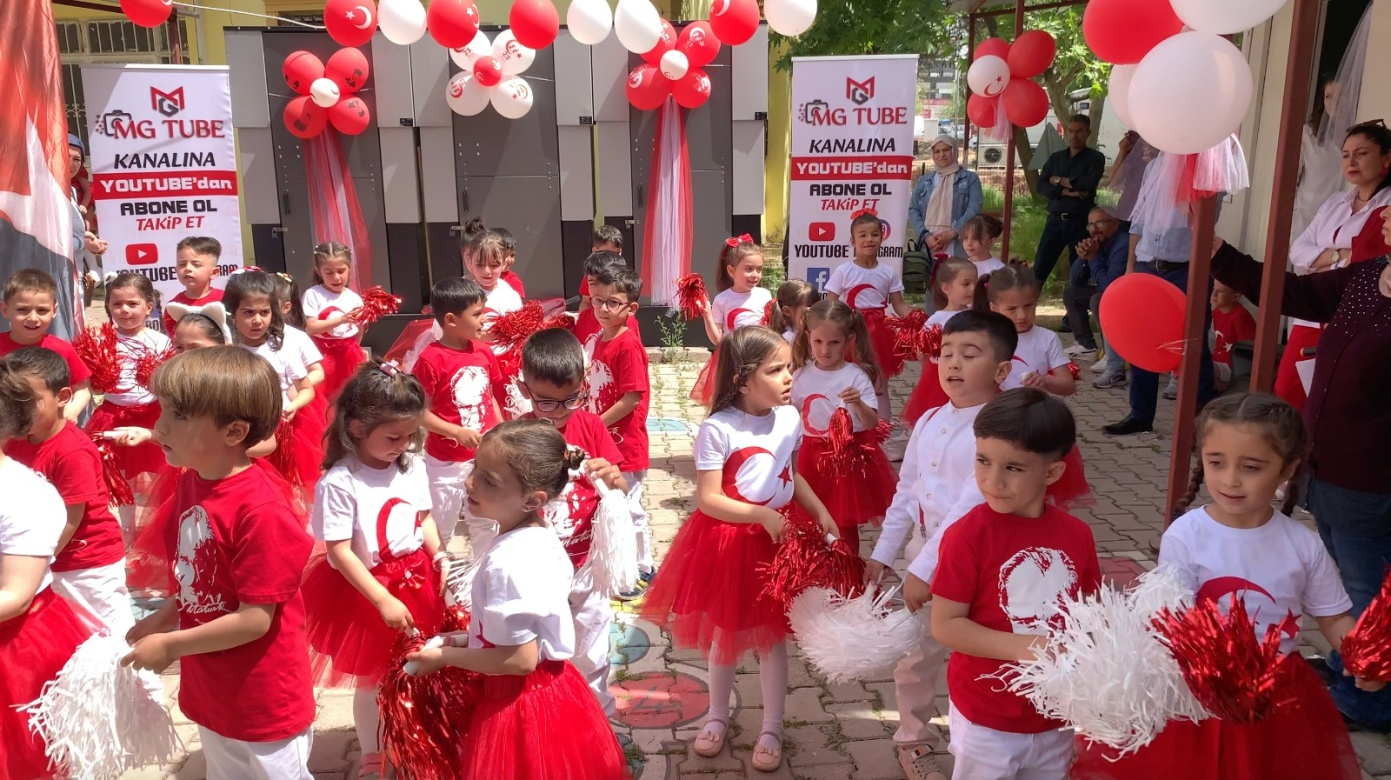 MG TUBE
KANALINA
YOUTUBE'dan
ABONE OL
TAKİP ET
YOUTUBE
MG TUBE
KANALINA
YOUTUBE'dan
ABONE OL
TAKİP ET
YOUTUBE
Atatürk